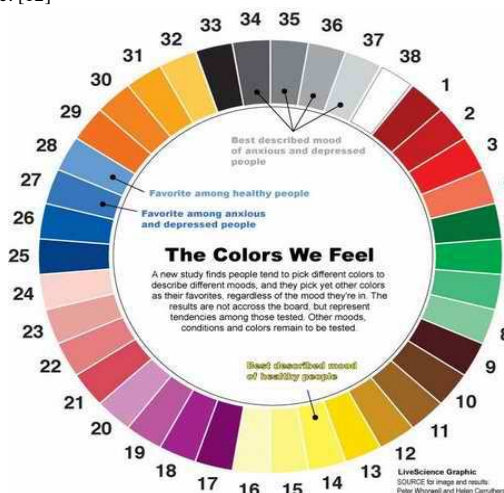 33
34
35
36
37
38
32
31
30
29
28
27
26
25
24
23
22
21
20
19
18
17
16
15
14
13
12
11
10
9
8
3
2
1
Best described mood
of anxious and depressed
people
Favorite among healthy people
Favorite among anxious
and depressed people
The Colors We Feel
A new study finds people tend to pick different colors to
describe different moods, and they pick yet other colors
as their favorites, regardless of the mood they're in. The
results are not accross the board, but represent
tendencies among those tested. Other moods,
conditions and colors remain to be tested.
Best described mood
of healthy people
LiveScience Graphic
SOURCE for image and results:
Peter Whorwell and Helen